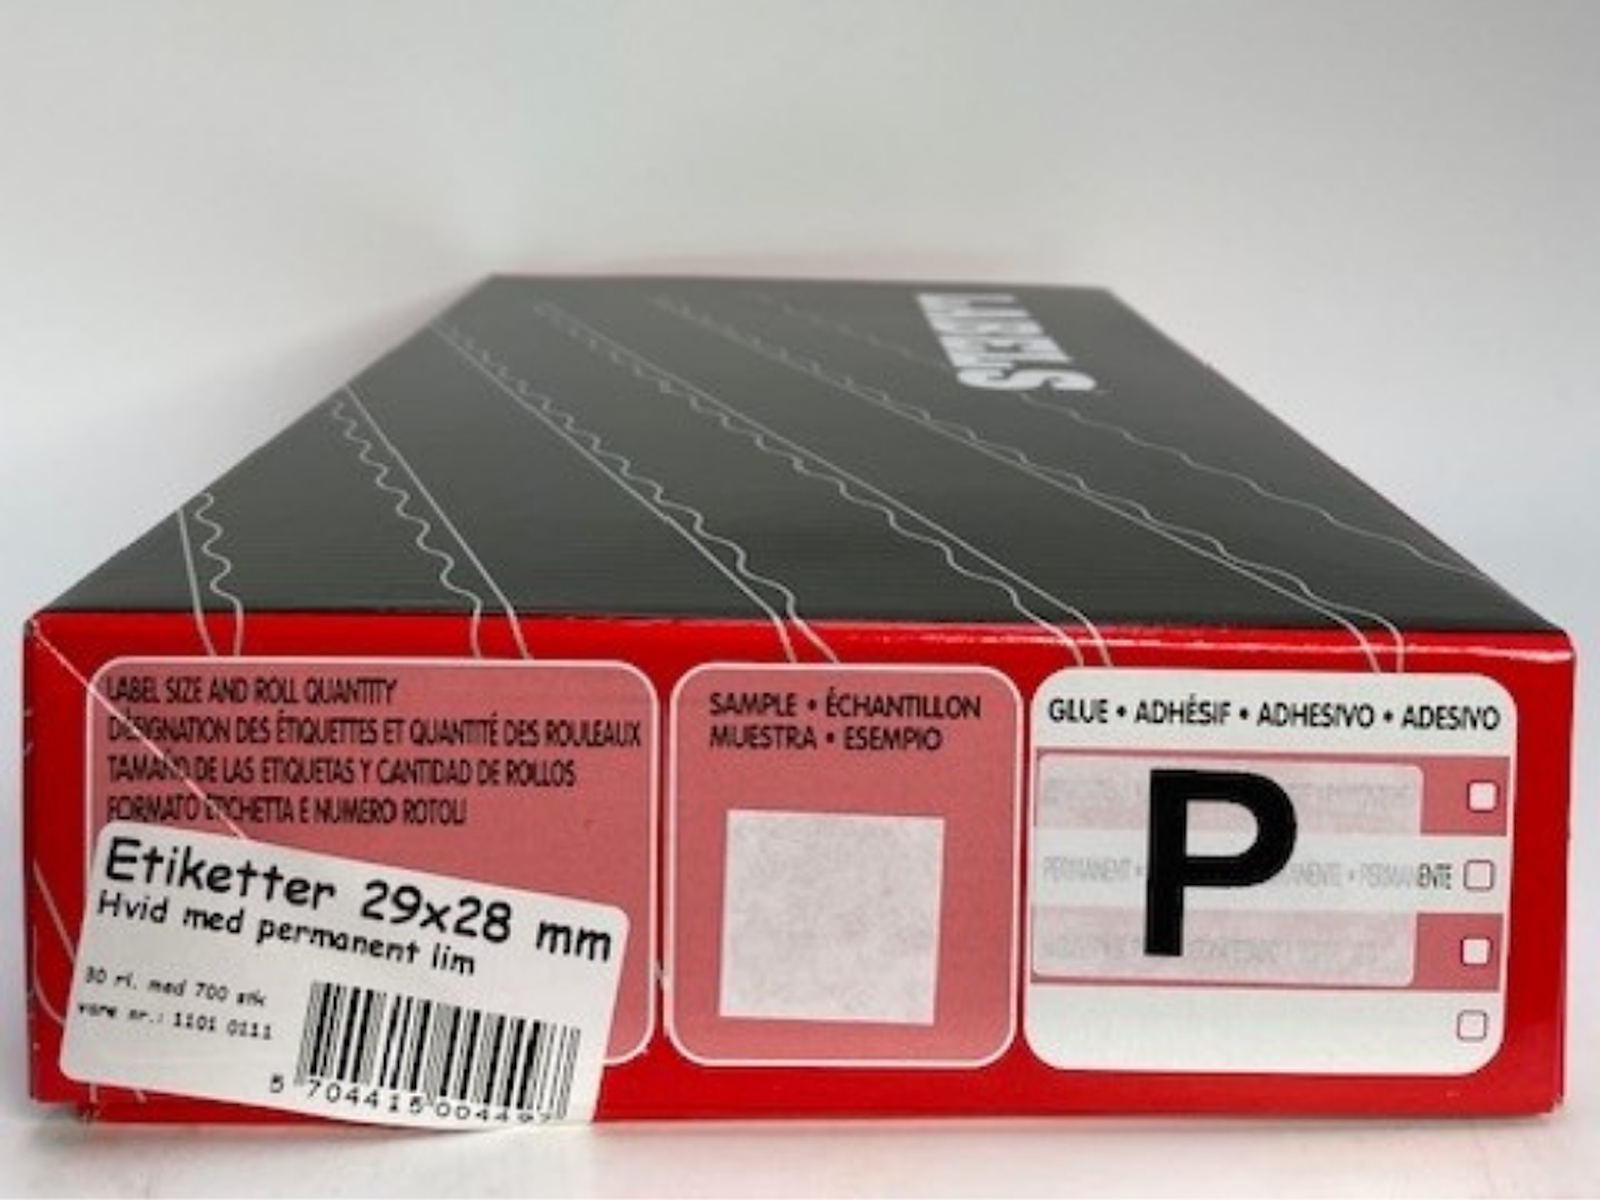 LABELS
LABEL SIZE AND ROLL QUANTITY
DÉSIGNATION DES ÉTIQUETTES ET QUANTITÉ DES ROULEAUX
TAMAÑO DE LAS ETIQUETAS Y CANTIDAD DE ROLLOS
FORMATO ETICHETTA E NUMERO ROTOLI
Etiketter 29x28 mm
Hvid med permanent lim
30 rl. med 700 stk
vare nr.: 1101 0111
5 704415 004497
SAMPLE • ÉCHANTILLON
MUESTRA • ESEMPIO
GLUE • ADHÉSIF • ADHESIVO • ADESIVO
P
PERMANENT • PERMANENTE